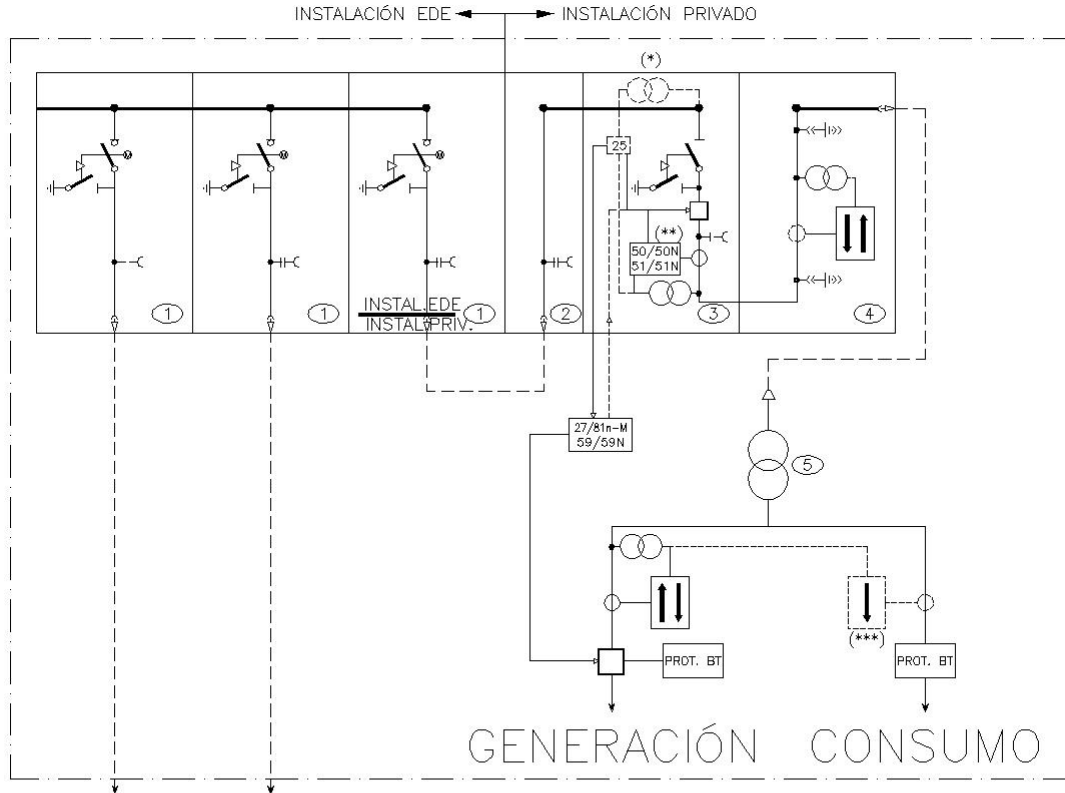 INSTALACIÓN EDE
INSTALACIÓN PRIVADO
(*)
M
M
M
25
(**)
50/50N
51/51N
INSTAL.EDE
INSTAL.PRIV.
1
1
1
2
3
4
27/81n-M
59/59N
5
(***)
PROT. BT
PROT. BT
GENERACIÓN
CONSUMO